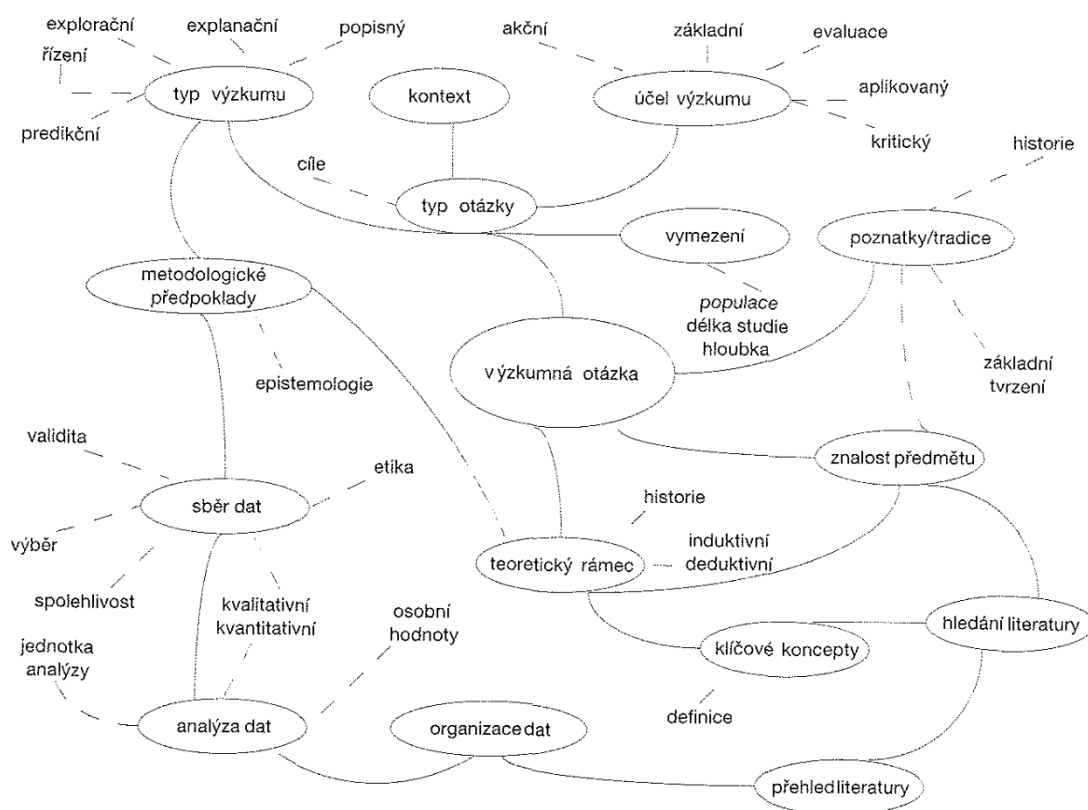 explorační
explanační
popisný
řízení
typ výzkumu
predikční
kontext
akční
základní
evaluace
účel výzkumu
aplikovaný
kritický
historie
cíle
typ otázky
vymezení
poznatky/tradice
metodologické
předpoklady
populace
délka studie
hloubka
výzkumná otázka
základní
tvrzení
epistemologie
validita
etika
znalost předmětu
sběr dat
výběr
historie
induktivní
deduktivní
teoretický rámec
spolehlivost
kvalitativní
kvantitativní
osobní
hodnoty
jednotka
analýzy
klíčové koncepty
hledání literatury
analýza dat
organizace dat
definice
přehled literatury